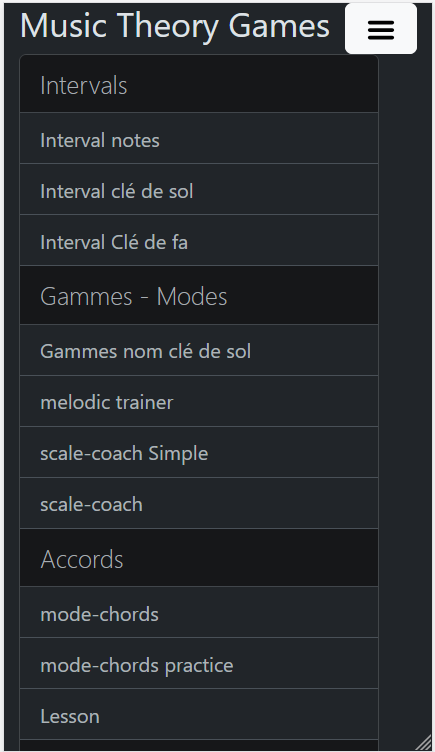 Music Theory Games
Intervals
Interval notes
Interval clé de sol
Interval Clé de fa
Gammes - Modes
Gammes nom clé de sol
melodic trainer
scale-coach Simple
scale-coach
Accords
mode-chords
mode-chords practice
Lesson